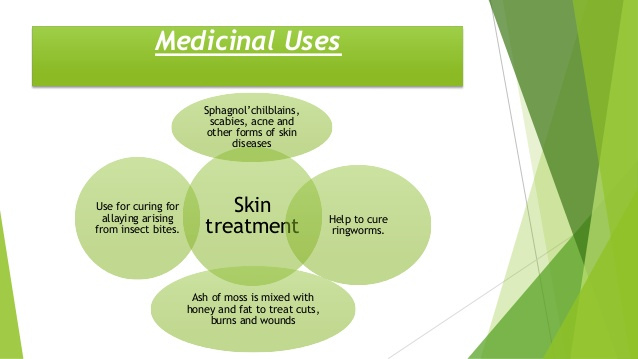 Medicinal Uses
Sphagnol’chilblains,
scabies, acne and
other forms of skin
diseases
Use for curing for
allaying arising
from insect bites.
Skin
treatment
Help to cure
ringworms.
Ash of moss is mixed with
honey and fat to treat cuts,
burns and wounds